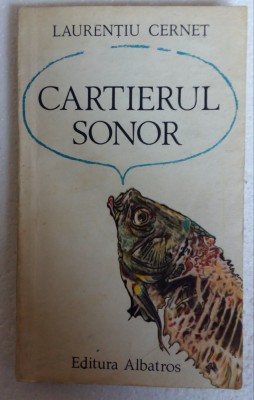 LAURENȚIU CERNEȚ
CARTIERUL
SONOR
Editura Albatros